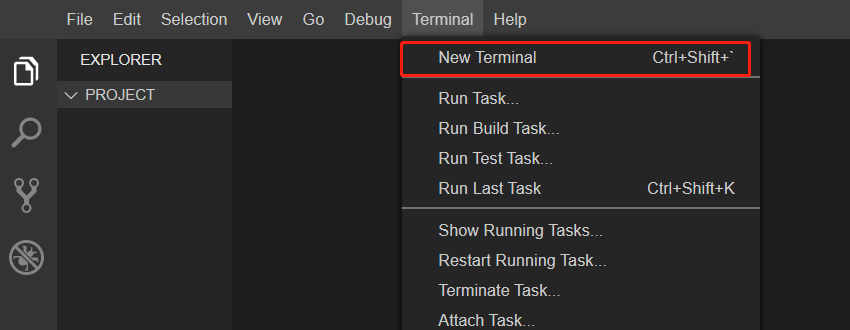 File Edit Selection View Go Debug Terminal Help
EXPLORER
PROJECT
New Terminal Ctrl+Shift+`
Run Task...
Run Build Task...
Run Test Task...
Run Last Task Ctrl+Shift+K
Show Running Tasks...
Restart Running Task...
Terminate Task...
Attach Task...